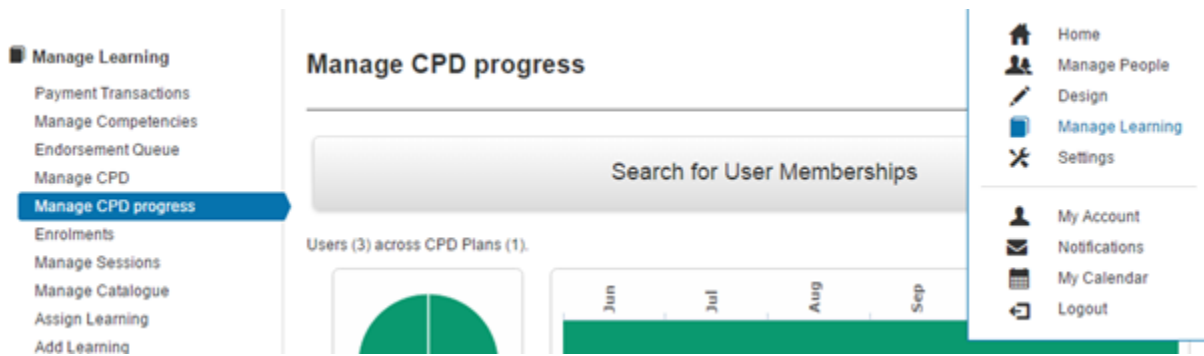 Manage Learning
Payment Transactions
Manage Competencies
Endorsement Queue
Manage CPD
Manage CPD progress
Enrolments
Manage Sessions
Manage Catalogue
Assign Learning
Add Learning
Manage CPD progress
Search for User Memberships
Users (3) across CPD Plans (1).
Jun
Jul
Aug
Sep
Home
Manage People
Design
Manage Learning
Settings
My Account
Notifications
My Calendar
Logout